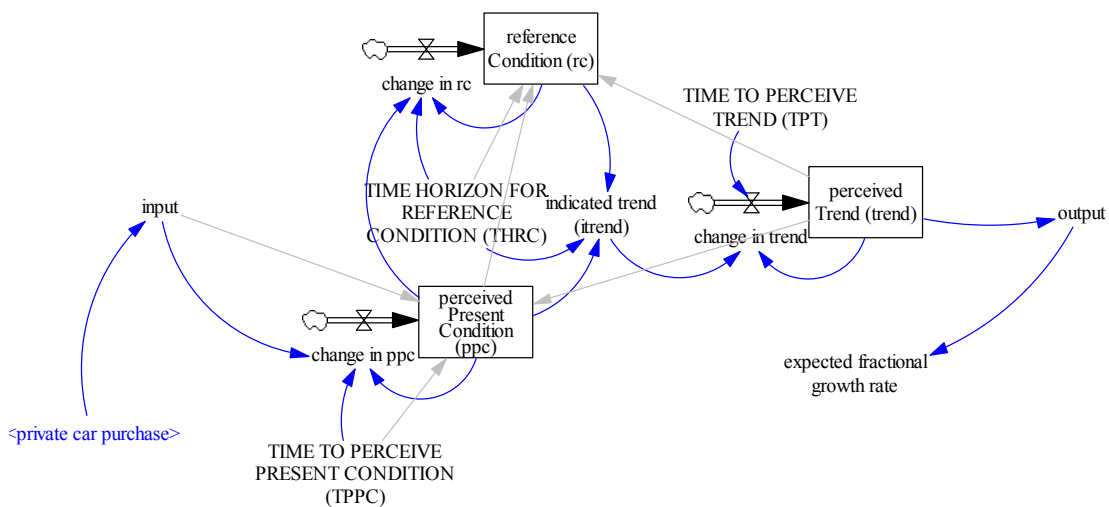 reference
Condition (rc)
change in rc
TIME TO PERCEIVE
TREND (TPT)
TIME HORIZON FOR
REFERENCE
CONDITION (THRC)
indicated trend
(itrend)
perceived
Trend (trend)
change in trend
input
output
perceived
Present
Condition
(ppc)
change in ppc
expected fractional
growth rate
<private car purchase>
TIME TO PERCEIVE
PRESENT CONDITION
(TPPC)